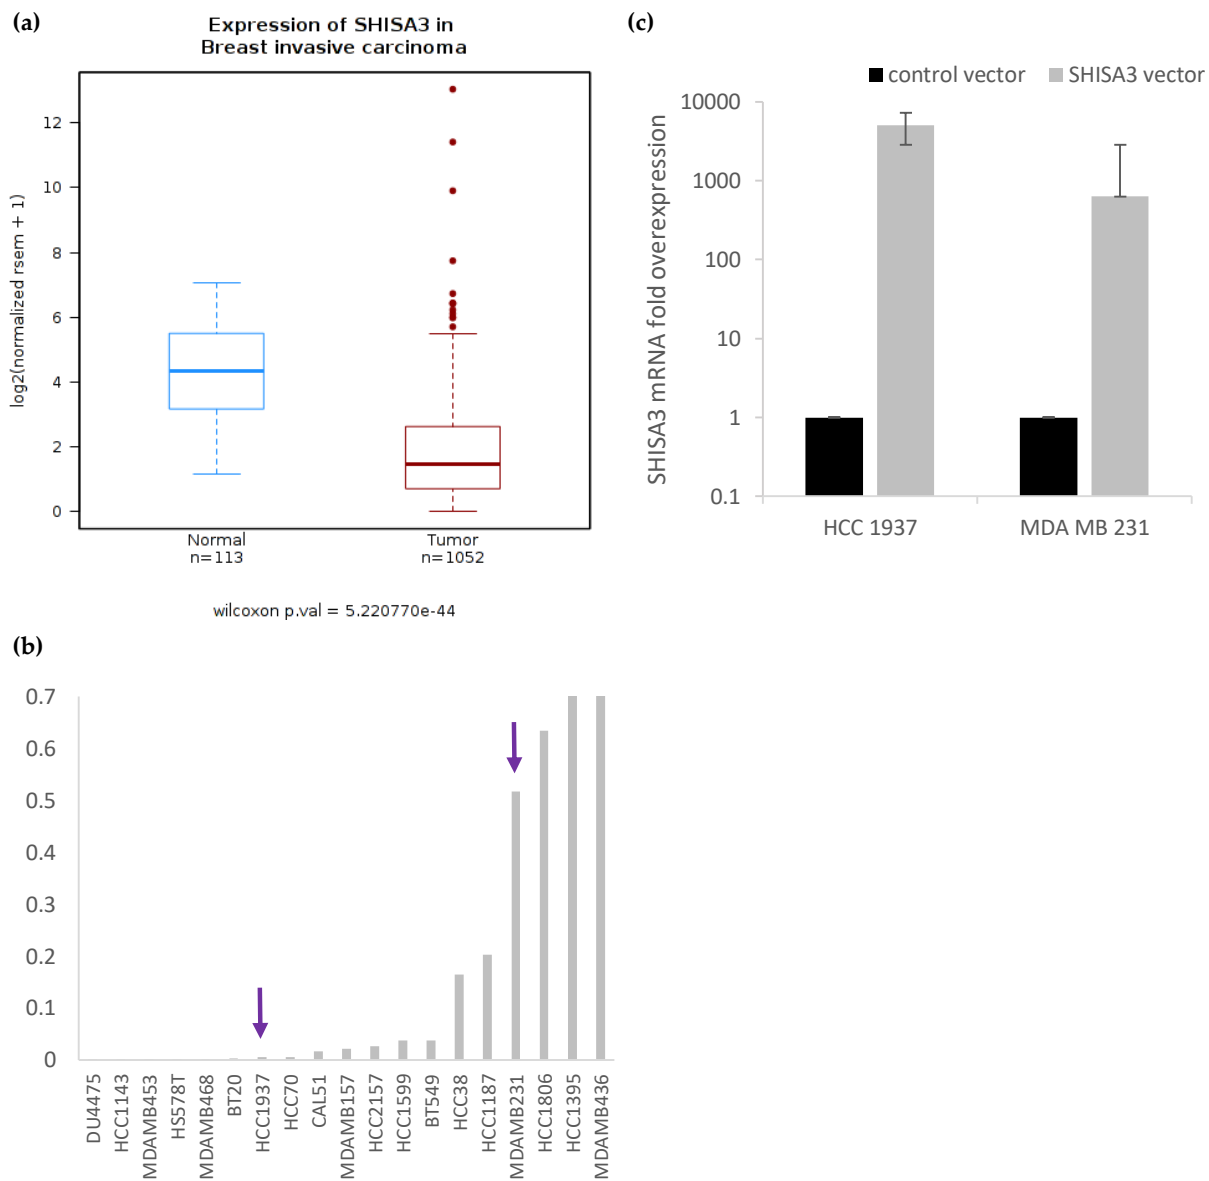 (a)
Expression of SHISA3 in
Breast invasive carcinoma
log2(normalized rsem + 1)
12
10
8
6
4
2
0
Normal
n=113
Tumor
n=1052
wilcoxon p.val = 5.220770e-44
(c)
control vector
SHISA3 vector
SHISA3 mRNA fold overexpression
10000
1000
100
10
1
0.1
HCC 1937
MDA MB 231
(b)
0.7
0.6
0.5
0.4
0.3
0.2
0.1
0
DU4475
HCC1143
MDAMB453
HS578T
MDAMB468
BT20
HCC1937
HCC70
CAL51
MDAMB157
HCC2157
HCC1599
BT549
HCC38
HCC1187
MDAMB231
HCC1806
HCC1395
MDAMB436